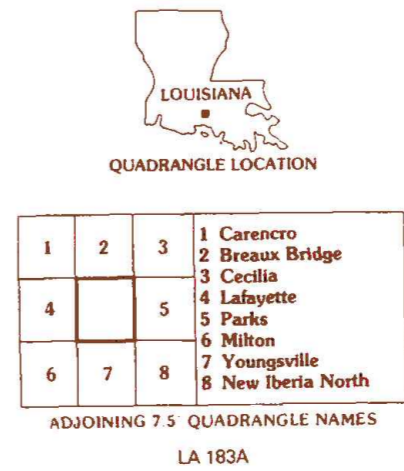 LOUISIANA
QUADRANGLE LOCATION
1 2 3
4 5
6 7 8
1 Carencro
2 Breaux Bridge
3 Cecilia
4 Lafayette
5 Parks
6 Milton
7 Youngsville
8 New Iberia North
ADJOINING 7.5' QUADRANGLE NAMES
LA 183A